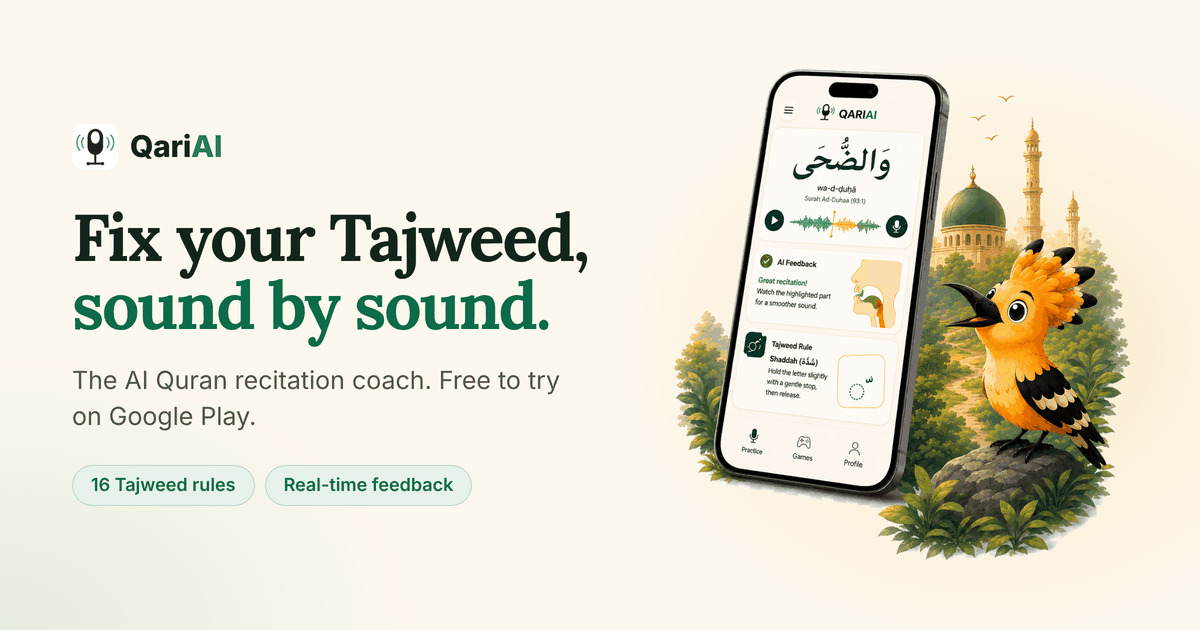 QariAI
Fix your Tajweed,
sound by sound.
The AI Quran recitation coach. Free to try
on Google Play.
16 Tajweed rules
Real-time feedback
QARIAI
وَالضُّحَى
wa-d-ḍuḥā
Surah Ad-Duhaa (93:1)
AI Feedback
Great recitation!
Watch the highlighted part
for a smoother sound.
Tajweed Rule
Shaddah (شَدَّة)
Hold the letter slightly
with a gentle stop,
then release.
Practice
Games
Profile